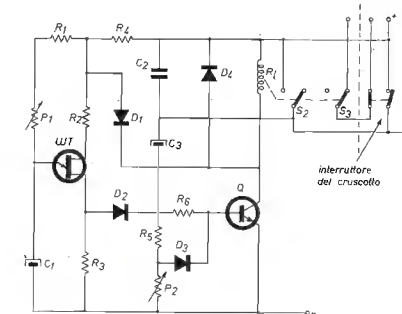 R1
R4
+
C2
D4
Rl
P1
R2
D1
S2
S3
C3
UJT
interruttore
del cruscotto
D2
R6
Q
R5
D3
C1
R3
P2